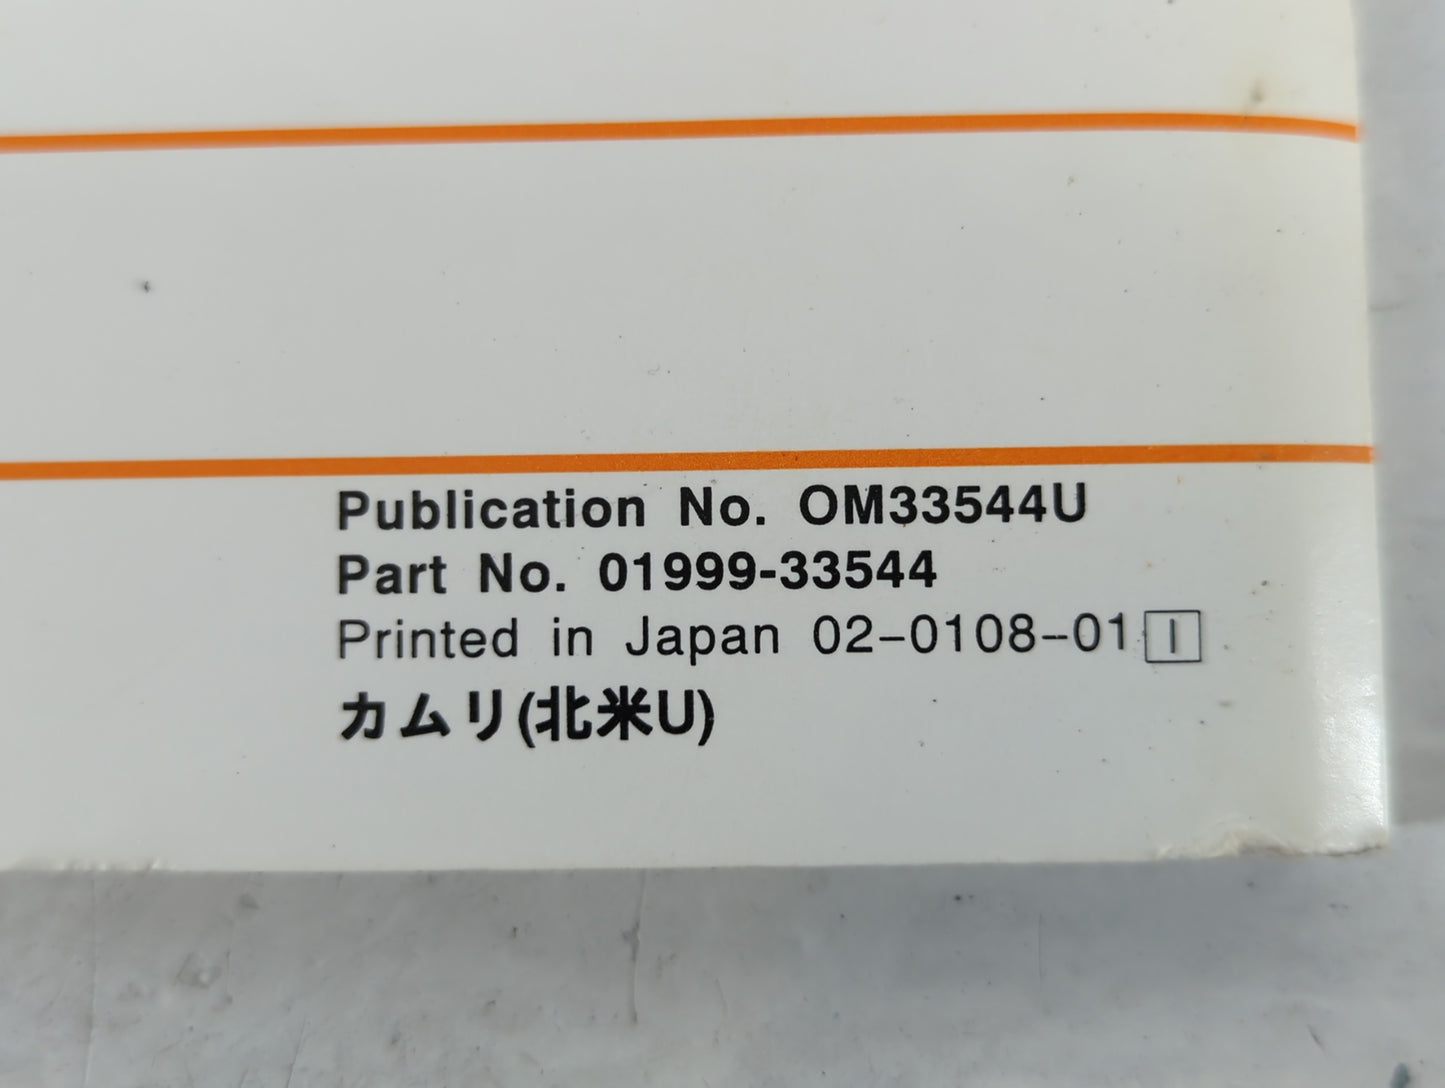 Publication No. OM33544U
Part No. 01999-33544
Printed in Japan 02-0108-01 I
カムリ(北米U)